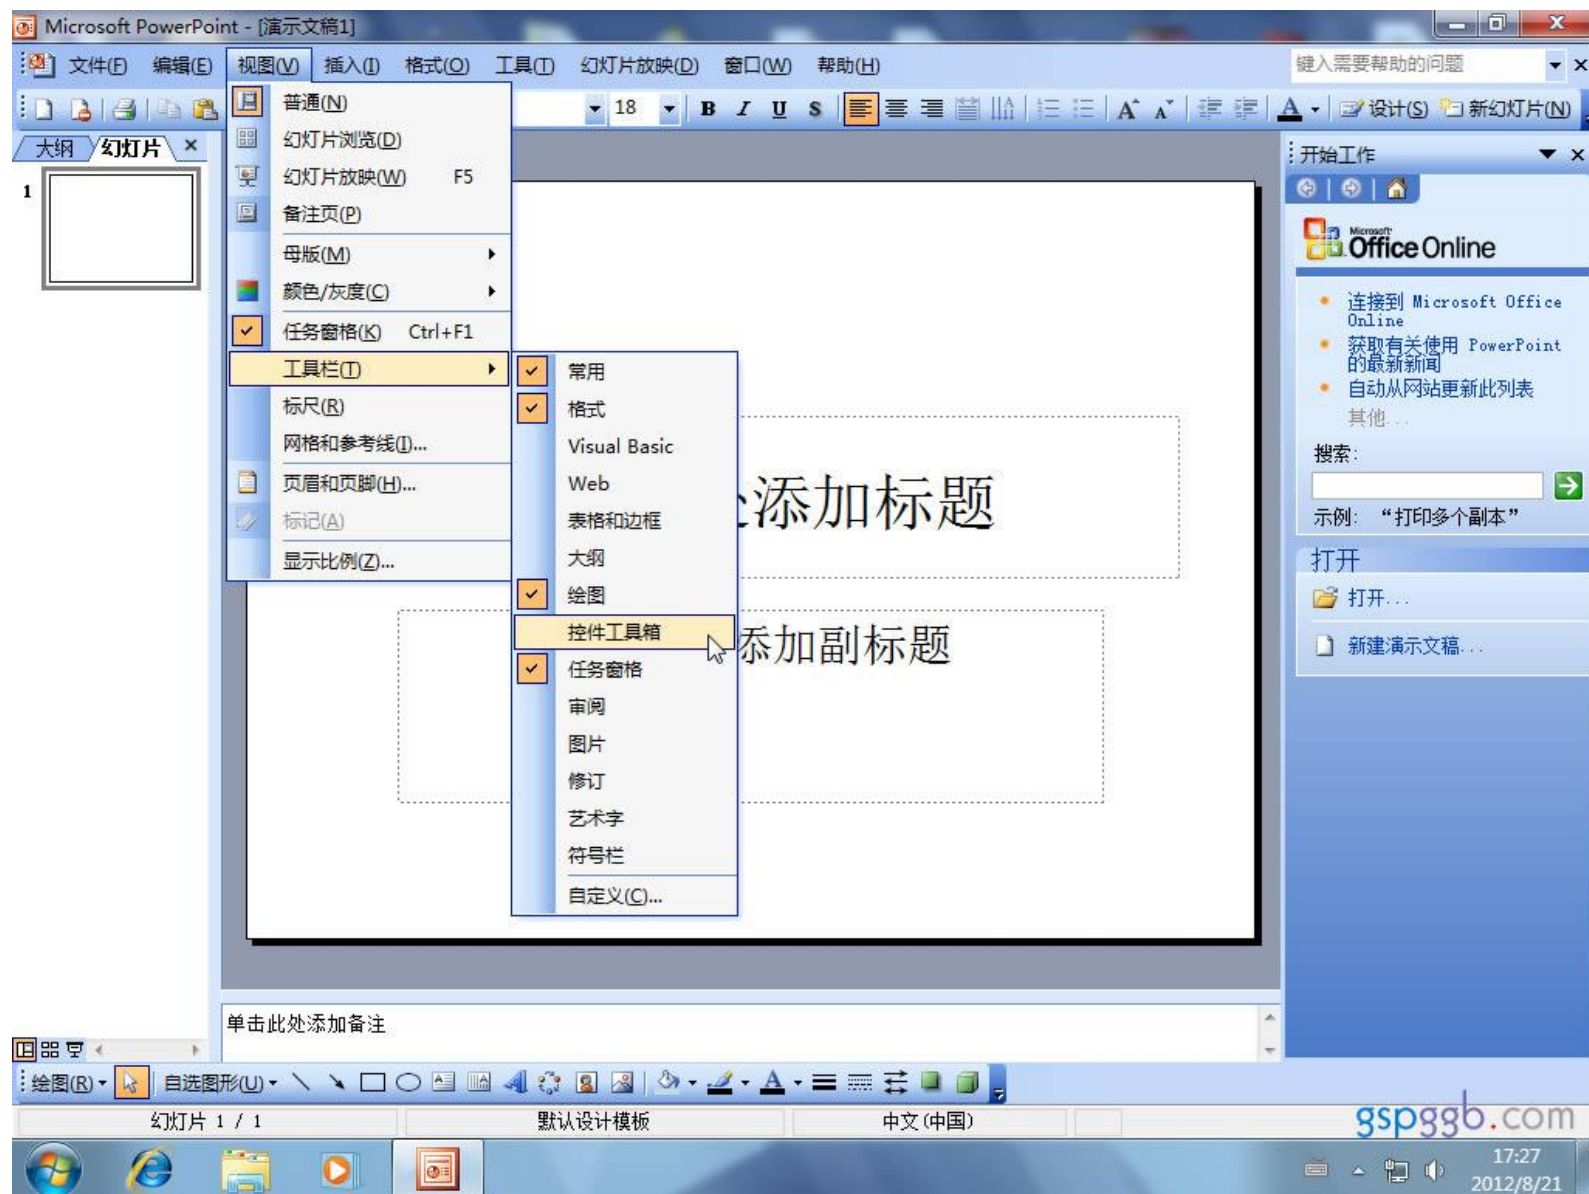 Microsoft PowerPoint - [演示文稿1]
文件(F) 编辑(E) 视图(V) 插入(I) 格式(O) 工具(T) 幻灯片放映(D) 窗口(W) 帮助(H) 键入需要帮助的问题
18 B I U S A A A 设计(S) 新幻灯片(N)
大纲 幻灯片
1
普通(N)
幻灯片浏览(D)
幻灯片放映(W) F5
备注页(P)
母版(M)
颜色/灰度(C)
任务窗格(K) Ctrl+F1
工具栏(T)
标尺(R)
网格和参考线(I)...
页眉和页脚(H)...
标记(A)
显示比例(Z)...
常用
格式
Visual Basic
Web
表格和边框
大纲
绘图
控件工具箱
任务窗格
审阅
图片
修订
艺术字
符号栏
自定义(C)...
添加标题
添加副标题
开始工作
Microsoft
Office Online
连接到 Microsoft Office
Online
获取有关使用 PowerPoint
的最新新闻
自动从网站更新此列表
其他...
搜索:
示例: “打印多个副本”
打开
打开...
新建演示文稿...
单击此处添加备注
绘图(R) 自选图形(U) A
幻灯片 1 / 1 默认设计模板 中文(中国)
gspggb.com
17:27
2012/8/21